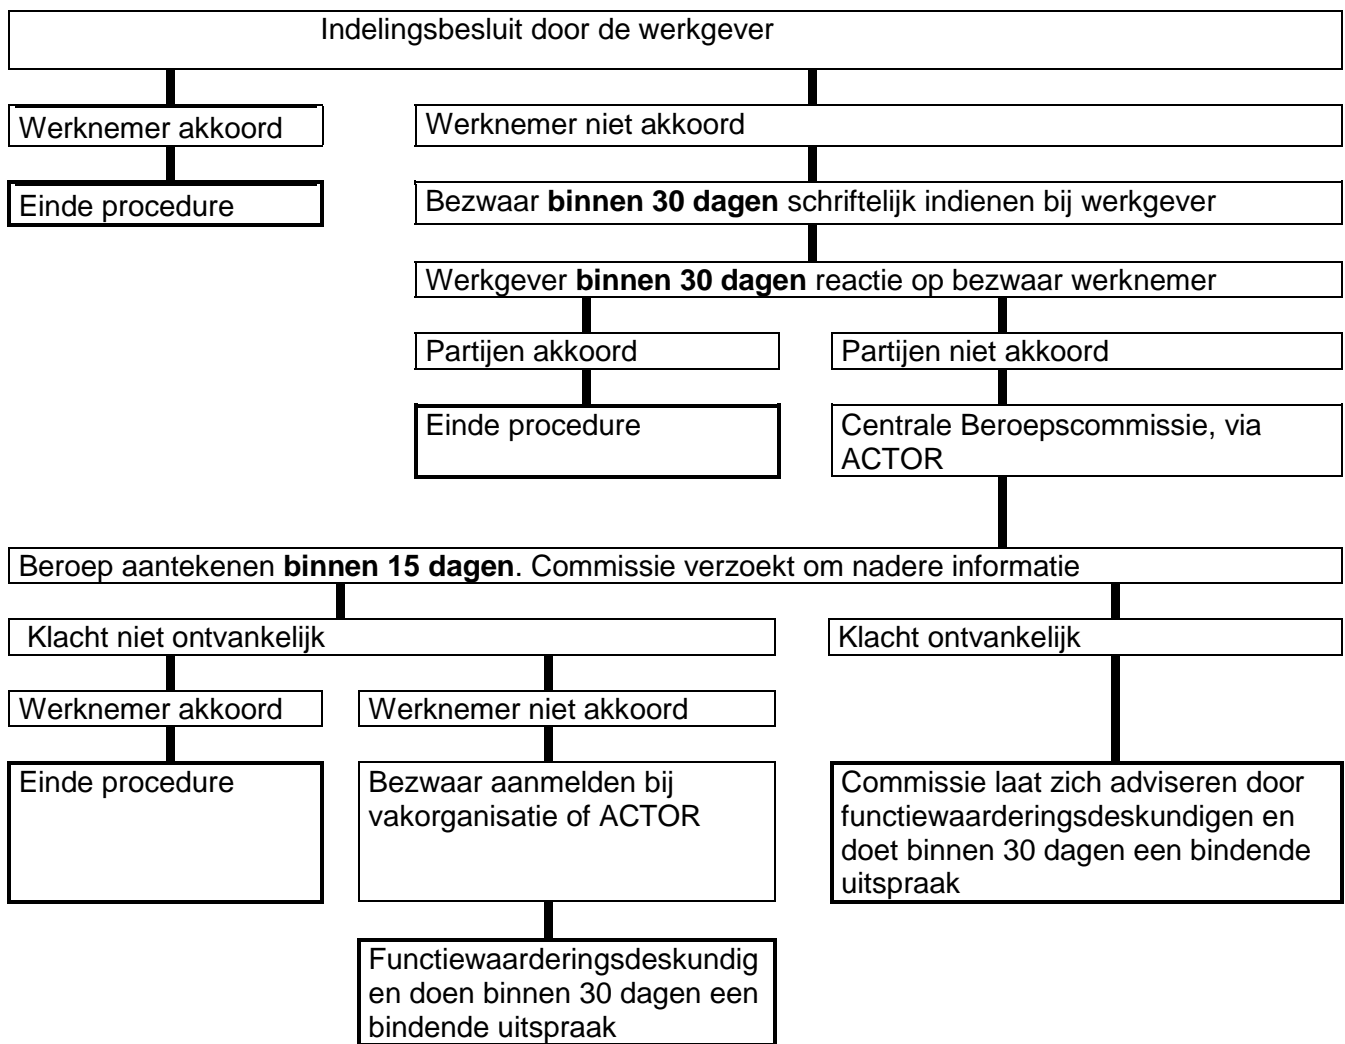 Indelingsbesluit door de werkgever
Werknemer akkoord
Werknemer niet akkoord
Einde procedure
Bezwaar binnen 30 dagen schriftelijk indienen bij werkgever
Werkgever binnen 30 dagen reactie op bezwaar werknemer
Partijen akkoord
Partijen niet akkoord
Einde procedure
Centrale Beroepscommissie, via
ACTOR
Beroep aantekenen binnen 15 dagen. Commissie verzoekt om nadere informatie
Klacht niet ontvankelijk
Klacht ontvankelijk
Werknemer akkoord
Werknemer niet akkoord
Einde procedure
Bezwaar aanmelden bij
vakorganisatie of ACTOR
Commissie laat zich adviseren door
functiewaarderingsdeskundigen en
doet binnen 30 dagen een bindende
uitspraak
Functiewaarderingsdeskundig
en doen binnen 30 dagen een
bindende uitspraak